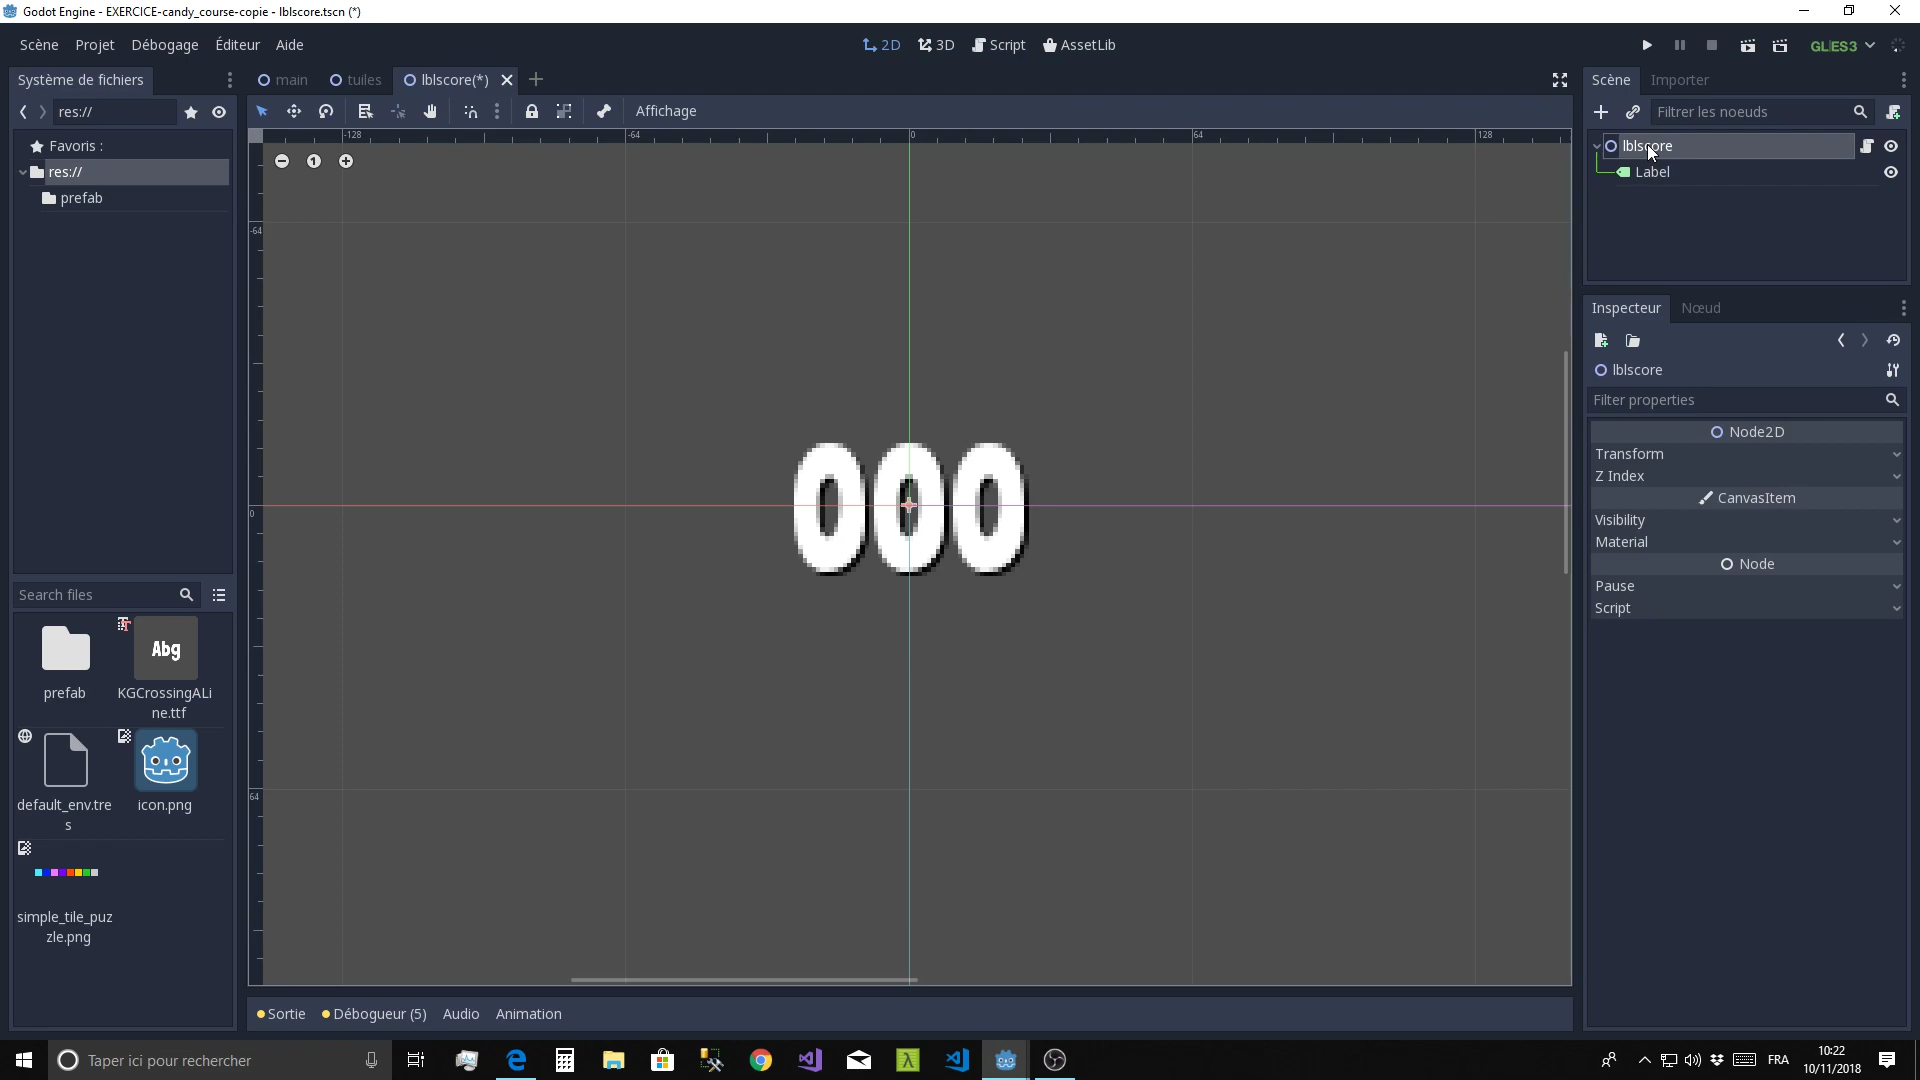 Godot Engine - EXERCICE-candy_course-copie - lblscore.tscn (*)
Scène Projet Débogage Éditeur Aide
2D 3D Script AssetLib
GLES3
Système de fichiers
main tuiles lblscore(*)
Scène Importer
res://
Affichage
Filtrer les noeuds
-128 -64 0 64 128
Favoris :
res://
prefab
1
lblscore
Label
-64
0
64
000
Inspecteur Nœud
lblscore
Filter properties
Node2D
Transform
Z Index
CanvasItem
Visibility
Material
Node
Pause
Script
Search files
Abg
prefab
KGCrossingALi
ne.ttf
default_env.tre
s
icon.png
simple_tile_puz
zle.png
Sortie Débogueur (5) Audio Animation
Taper ici pour rechercher
FRA
10:22
10/11/2018